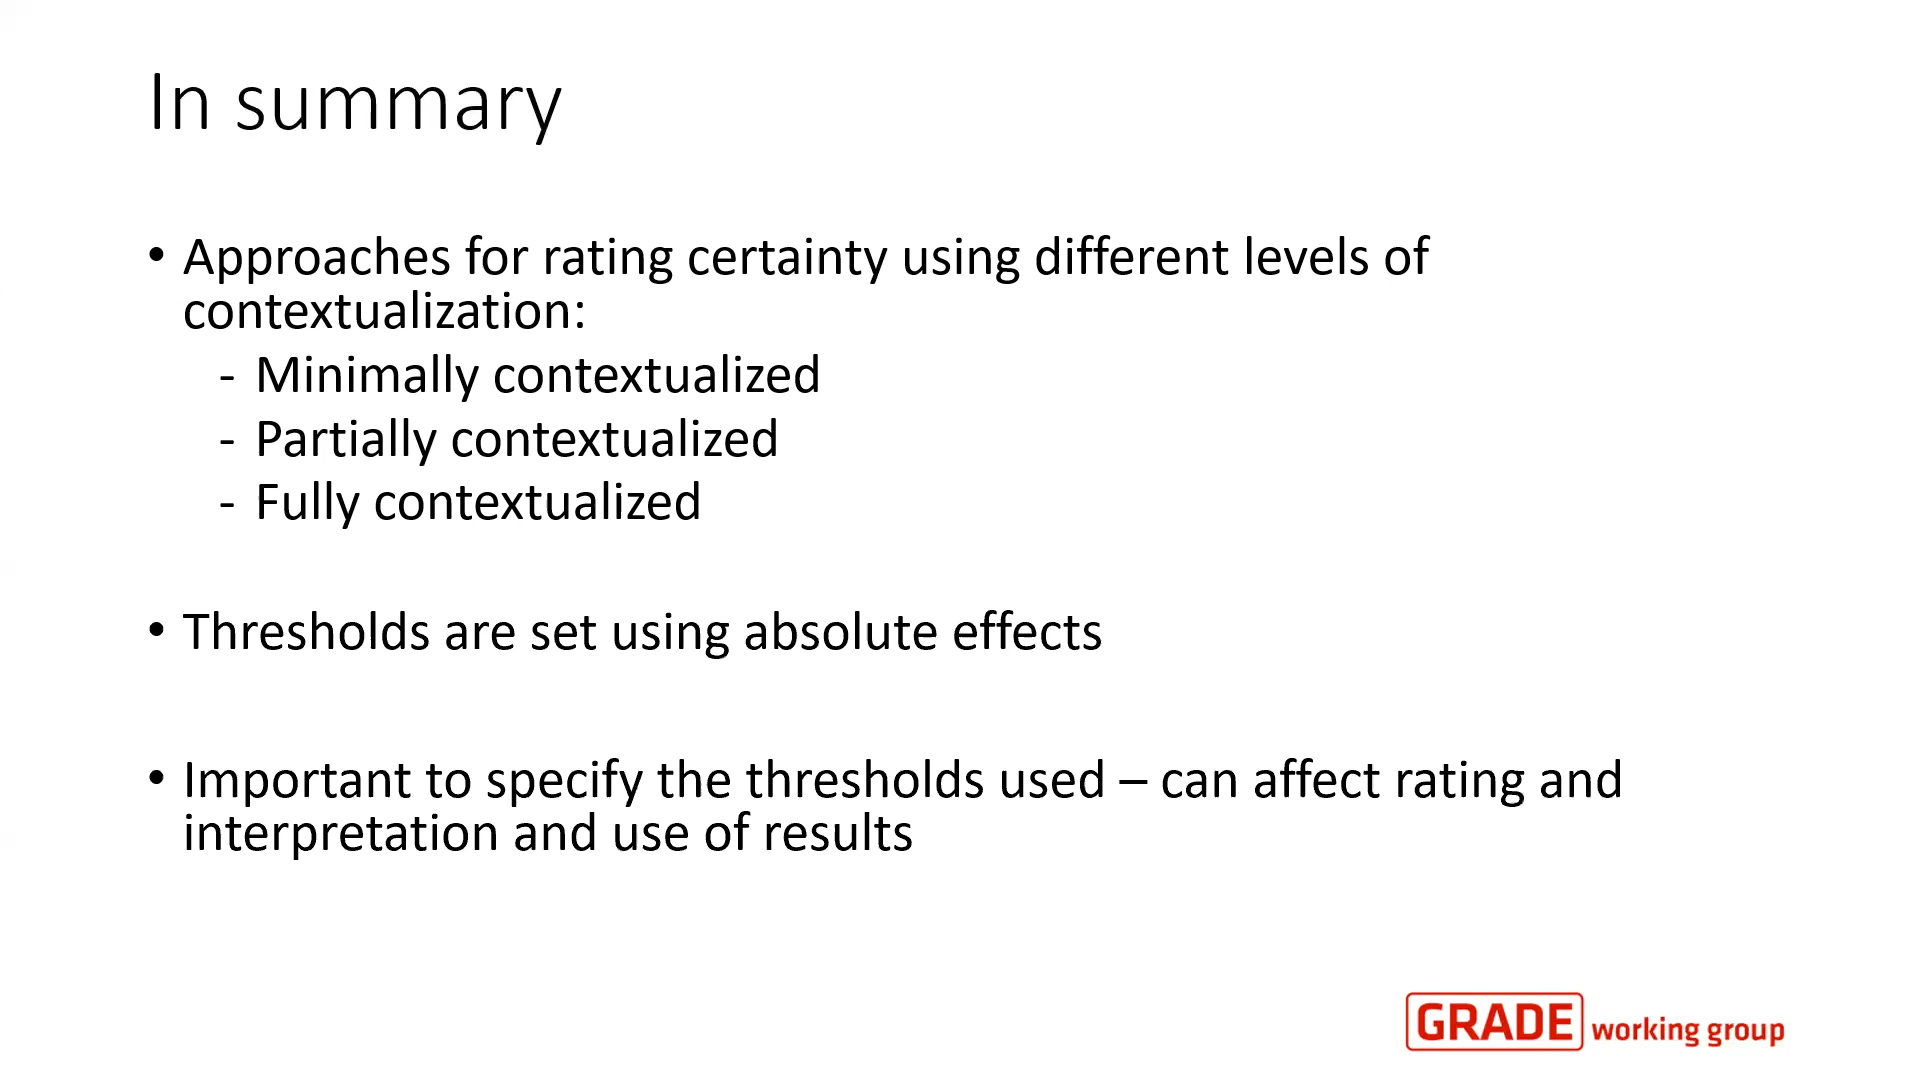 In summary
• Approaches for rating certainty using different levels of
contextualization:
- Minimally contextualized
- Partially contextualized
- Fully contextualized
• Thresholds are set using absolute effects
• Important to specify the thresholds used – can affect rating and
interpretation and use of results
GRADE working group